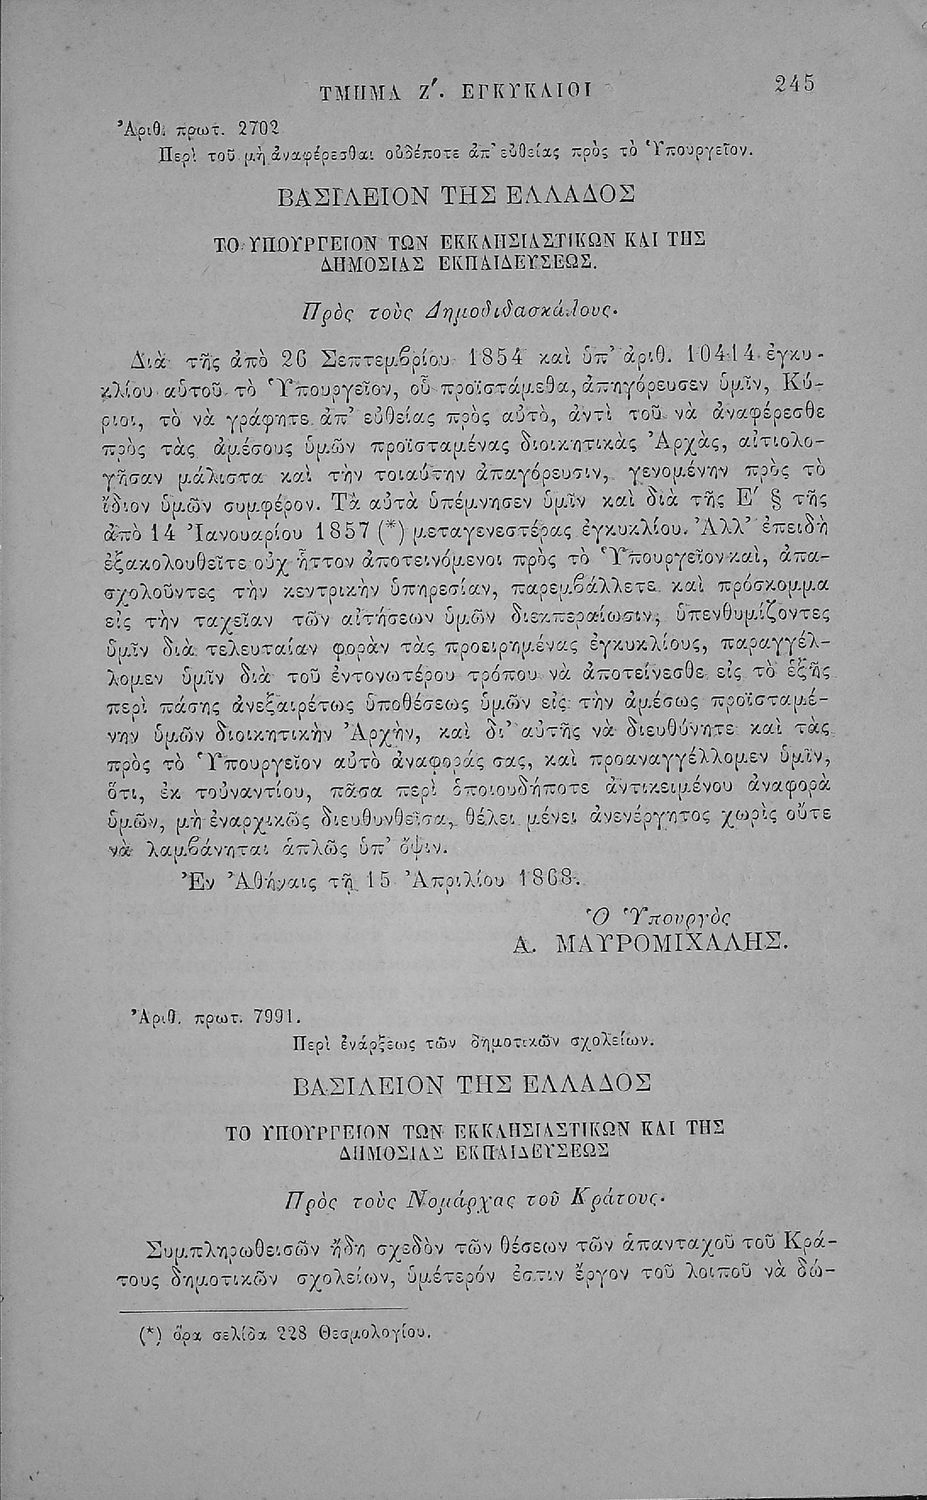 ΤΜΗΜΑ Ζ΄. ΕΓΚΥΚΛΙΟΙ 245
Ἀριθ. πρωτ. 2702
Περὶ τοῦ μὴ ἀναφέρεσθαι οὐδέποτε ἀπ' εὐθείας πρὸς τὸ Ὑπουργεῖον.
ΒΑΣΙΛΕΙΟΝ ΤΗΣ ΕΛΛΑΔΟΣ
ΤΟ ΥΠΟΥΡΓΕΙΟΝ ΤΩΝ ΕΚΚΛΗΣΙΑΣΤΙΚΩΝ ΚΑΙ ΤΗΣ
ΔΗΜΟΣΙΑΣ ΕΚΠΑΙΔΕΥΣΕΩΣ.
Πρὸς τοὺς Δημοδιδασκάλους.
Διὰ τῆς ἀπὸ 26 Σεπτεμβρίου 1854 καὶ ὑπ' ἀριθ. 10414 ἐγκυ-
κλίου αὑτοῦ τὸ Ὑπουργεῖον, οὗ προϊστάμεθα, ἀπηγόρευσεν ὑμῖν, Κύ-
ριοι, τὸ νὰ γράφητε ἀπ' εὐθείας πρὸς αὐτὸ, ἀντὶ τοῦ νὰ ἀναφέρεσθε
πρὸς τὰς ἀμέσους ὑμῶν προϊσταμένας διοικητικὰς Ἀρχὰς, αἰτιολο-
γῆσαν μάλιστα καὶ τὴν τοιαύτην ἀπαγόρευσιν, γενομένην πρὸς τὸ
ἴδιον ὑμῶν συμφέρον. Τὰ αὐτὰ ὑπέμνησεν ὑμῖν καὶ διὰ τῆς Ε΄ § τῆς
ἀπὸ 14 Ἰανουαρίου 1857 (*) μεταγενεστέρας ἐγκυκλίου. Ἀλλ' ἐπειδὴ
ἐξακολουθεῖτε οὐχ ἧττον ἀποτεινόμενοι πρὸς τὸ Ὑπουργεῖον καὶ, ἀπα-
σχολοῦντες τὴν κεντρικὴν ὑπηρεσίαν, παρεμβάλλετε καὶ πρόσκομμα
εἰς τὴν ταχεῖαν τῶν αἰτήσεων ὑμῶν διεκπεραίωσιν, ὑπενθυμίζοντες
ὑμῖν διὰ τελευταίαν φορὰν τὰς προειρημένας ἐγκυκλίους, παραγγέλ-
λομεν ὑμῖν διὰ τοῦ ἐντονωτέρου τρόπου νὰ ἀποτείνεσθε εἰς τὸ ἑξῆς
περὶ πάσης ἀνεξαιρέτως ὑποθέσεως ὑμῶν εἰς τὴν ἀμέσως προϊσταμέ-
νην ὑμῶν διοικητικὴν Ἀρχὴν, καὶ δι' αὐτῆς νὰ διευθύνητε καὶ τὰς
πρὸς τὸ Ὑπουργεῖον αὐτὸ ἀναφοράς σας, καὶ προαναγγέλλομεν ὑμῖν,
ὅτι, ἐκ τοὐναντίου, πᾶσα περὶ ὁποιουδήποτε ἀντικειμένου ἀναφορὰ
ὑμῶν, μὴ ἐναρχικῶς διευθυνθεῖσα, θέλει μένει ἀνενέργητος χωρὶς οὔτε
νὰ λαμβάνηται ἁπλῶς ὑπ' ὄψιν.
Ἐν Ἀθήναις τῇ 15 Ἀπριλίου 1868.
Ὁ Ὑπουργὸς
Α. ΜΑΥΡΟΜΙΧΑΛΗΣ.
Ἀριθ. πρωτ. 7991.
Περὶ ἐνάρξεως τῶν δημοτικῶν σχολείων.
ΒΑΣΙΛΕΙΟΝ ΤΗΣ ΕΛΛΑΔΟΣ
ΤΟ ΥΠΟΥΡΓΕΙΟΝ ΤΩΝ ΕΚΚΛΗΣΙΑΣΤΙΚΩΝ ΚΑΙ ΤΗΣ
ΔΗΜΟΣΙΑΣ ΕΚΠΑΙΔΕΥΣΕΩΣ
Πρὸς τοὺς Νομάρχας τοῦ Κράτους.
Συμπληρωθεισῶν ἤδη σχεδὸν τῶν θέσεων τῶν ἁπανταχοῦ τοῦ Κρά-
τους δημοτικῶν σχολείων, ὑμέτερόν ἐστιν ἔργον τοῦ λοιποῦ νὰ δώ-
(*) ὅρα σελίδα 228 Θεσμολογίου.